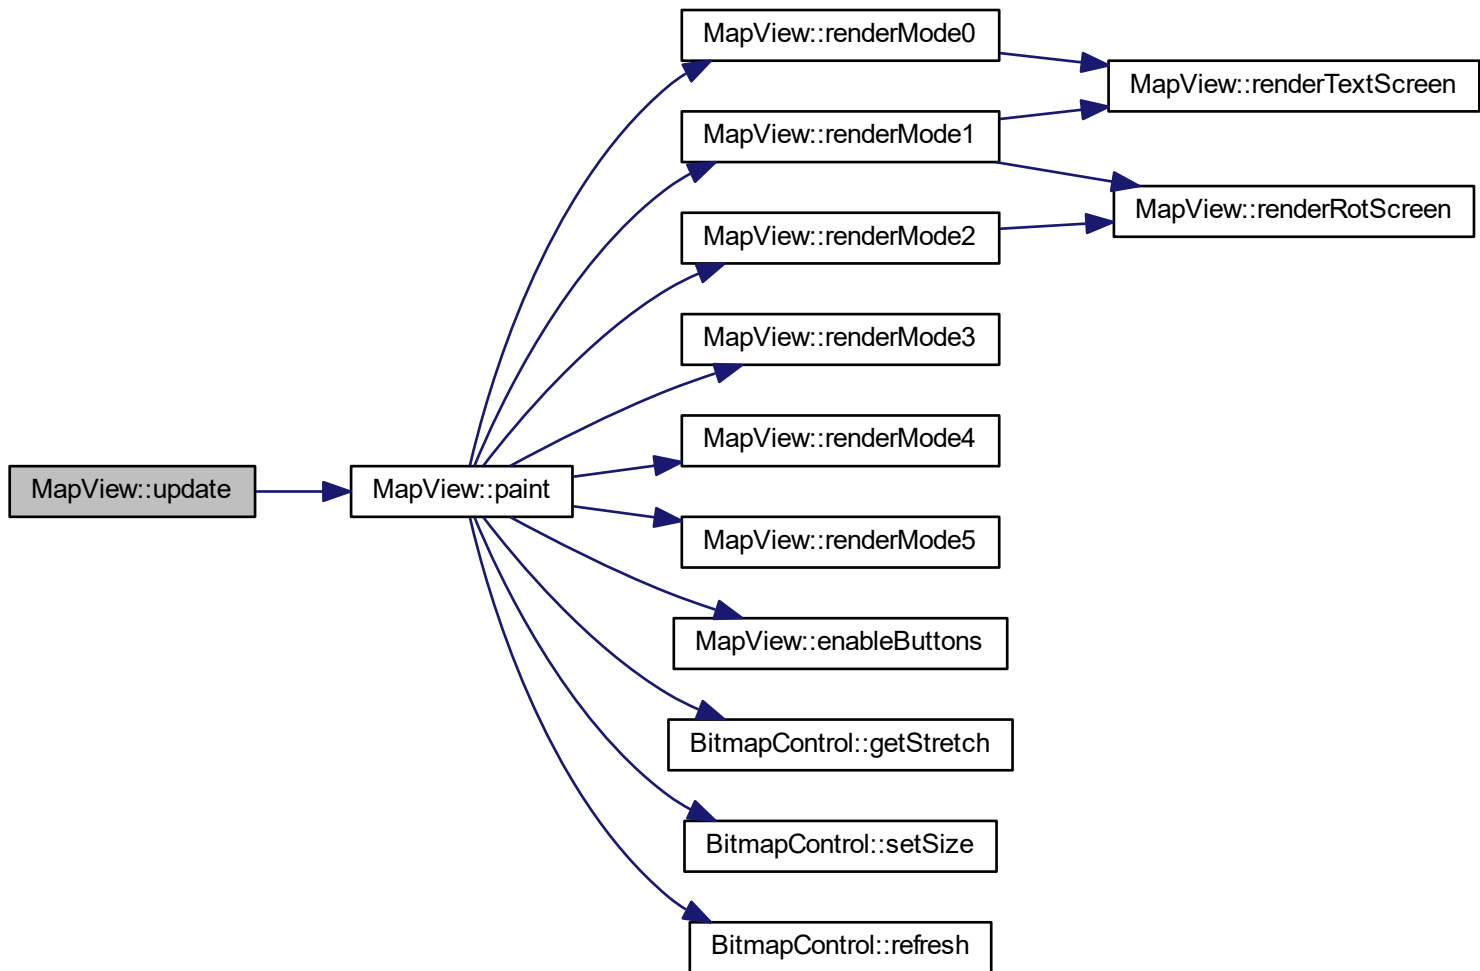 MapView::update
MapView::paint
MapView::renderMode0
MapView::renderMode1
MapView::renderMode2
MapView::renderMode3
MapView::renderMode4
MapView::renderMode5
MapView::enableButtons
BitmapControl::getStretch
BitmapControl::setSize
BitmapControl::refresh
MapView::renderTextScreen
MapView::renderRotScreen